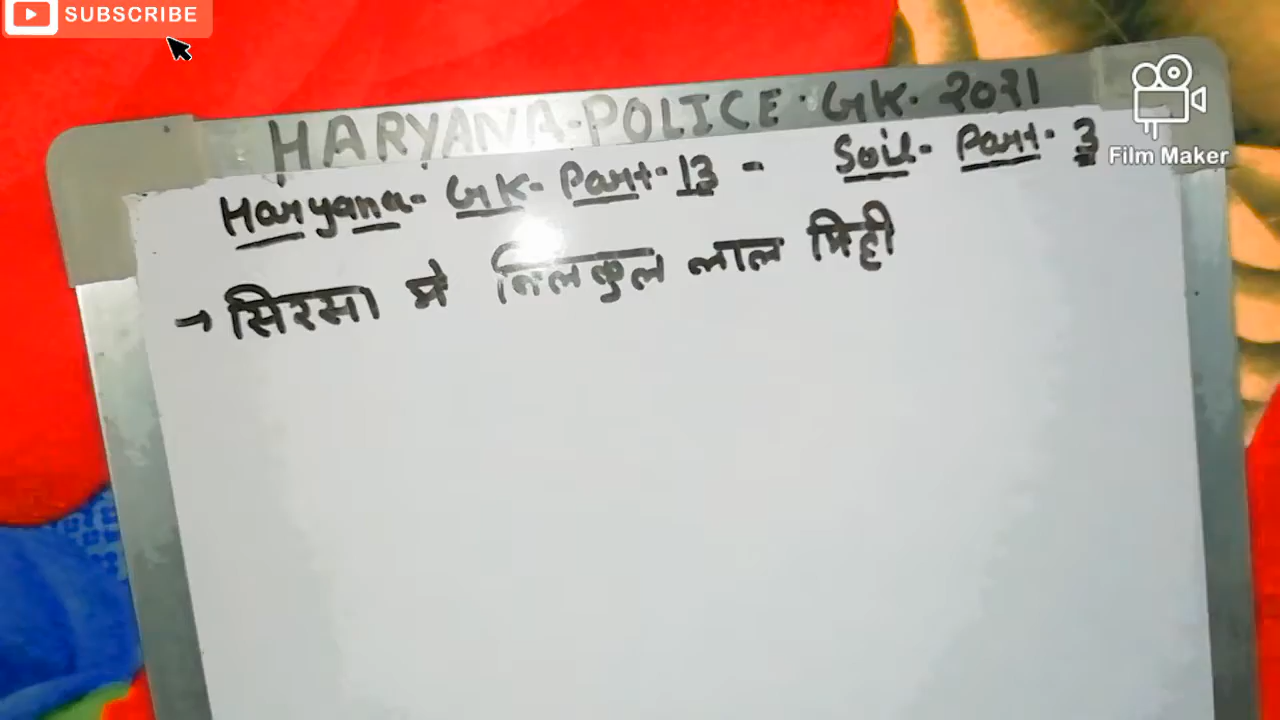 SUBSCRIBE
HARYANA-POLICE. GK. 2021
Haryana- GK- Part-13 - Soil- Part- 3
Film Maker
→ सिरसा मे बिलकुल लाल मिट्टी